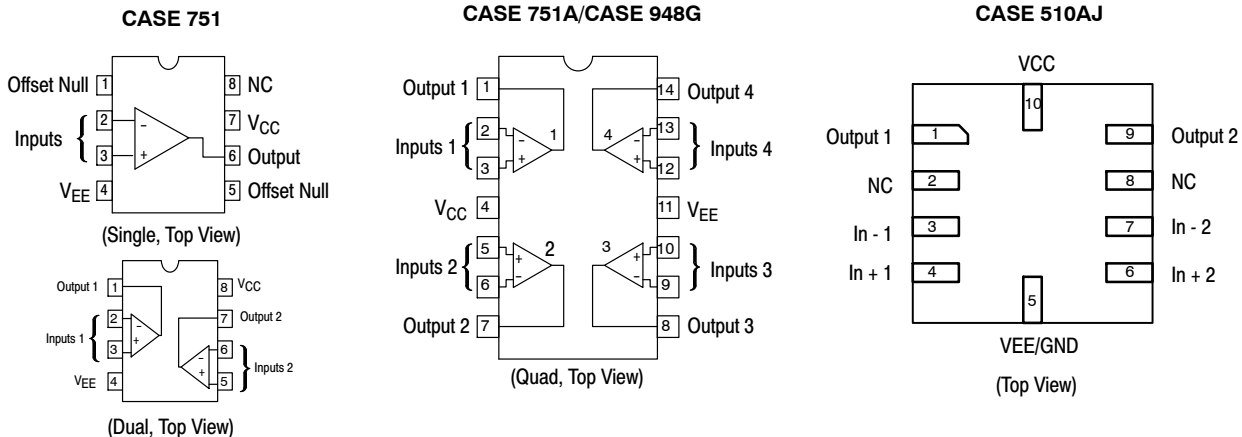 CASE 751
Offset Null 1
8 NC
2
7 VCC
Inputs {
3
6 Output
VEE 4
5 Offset Null
−
+
(Single, Top View)
Output 1 1
8 VCC
2
7 Output 2
Inputs 1 {
3
6
} Inputs 2
VEE 4
5
−
+
−
+
(Dual, Top View)
CASE 751A/CASE 948G
Output 1 1
14 Output 4
2
13
Inputs 1 {
} Inputs 4
3
12
−
+
1
4
−
+
VCC 4
11 VEE
5
10
Inputs 2 {
} Inputs 3
6
9
+
−
2
3
+
−
Output 2 7
8 Output 3
(Quad, Top View)
CASE 510AJ
VCC
10
Output 1 1
9 Output 2
NC 2
8 NC
In - 1 3
7 In - 2
In + 1 4
6 In + 2
5
VEE/GND
(Top View)